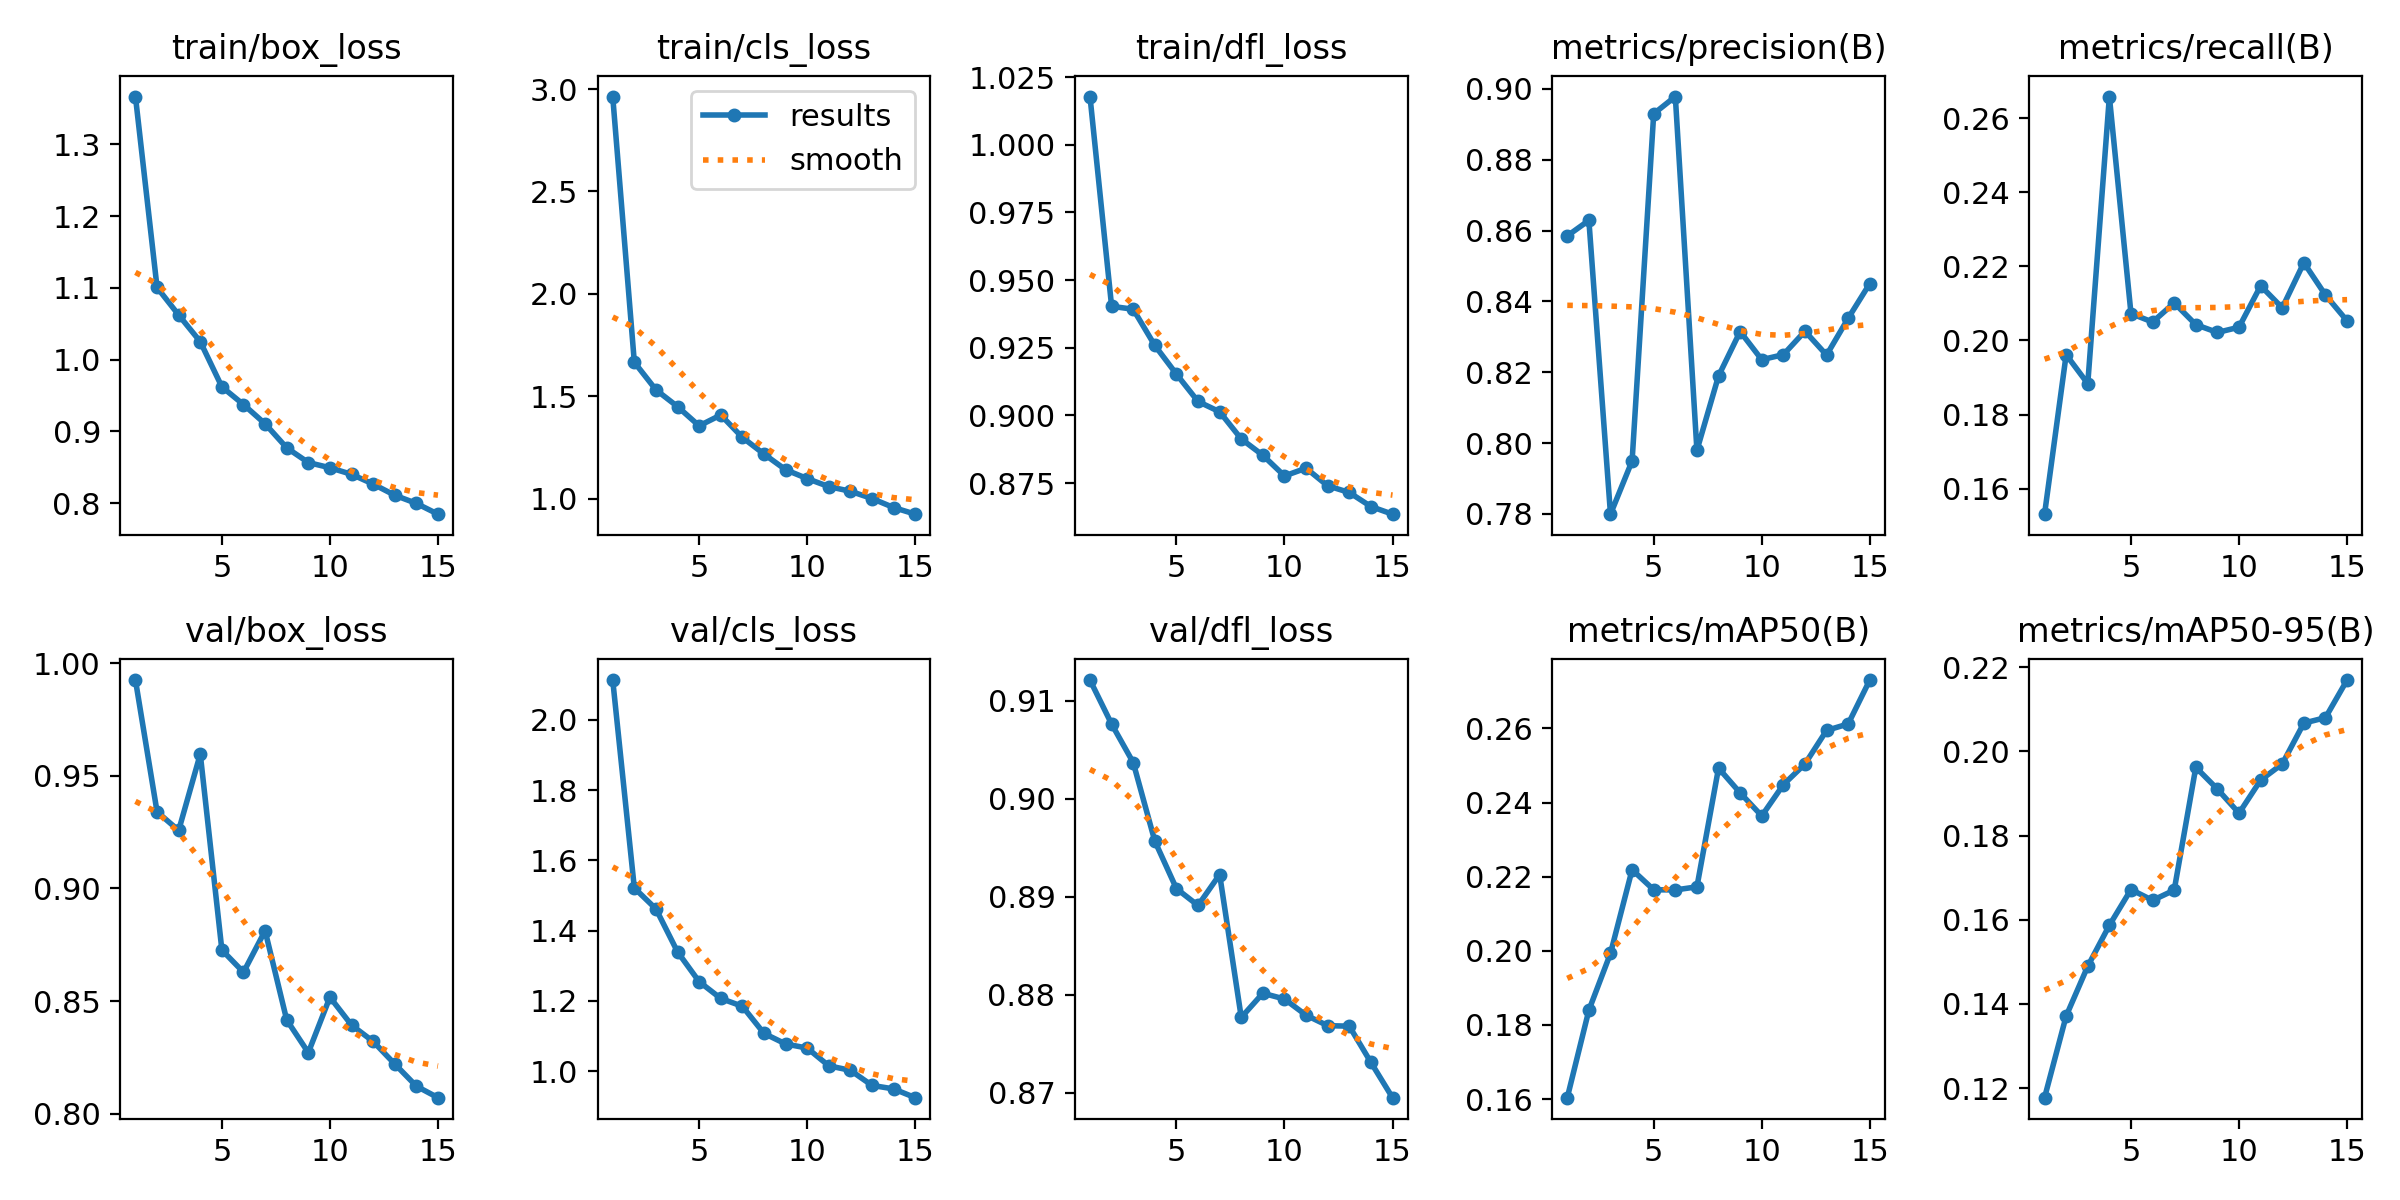 train/box_loss
train/cls_loss
train/dfl_loss
metrics/precision(B)
metrics/recall(B)
1.3
1.2
1.1
1.0
0.9
0.8
5 10 15
3.0
2.5
2.0
1.5
1.0
results
smooth
5 10 15
1.025
1.000
0.975
0.950
0.925
0.900
0.875
5 10 15
0.90
0.88
0.86
0.84
0.82
0.80
0.78
5 10 15
0.26
0.24
0.22
0.20
0.18
0.16
5 10 15
val/box_loss
val/cls_loss
val/dfl_loss
metrics/mAP50(B)
metrics/mAP50-95(B)
1.00
0.95
0.90
0.85
0.80
5 10 15
2.0
1.8
1.6
1.4
1.2
1.0
5 10 15
0.91
0.90
0.89
0.88
0.87
5 10 15
0.26
0.24
0.22
0.20
0.18
0.16
5 10 15
0.22
0.20
0.18
0.16
0.14
0.12
5 10 15